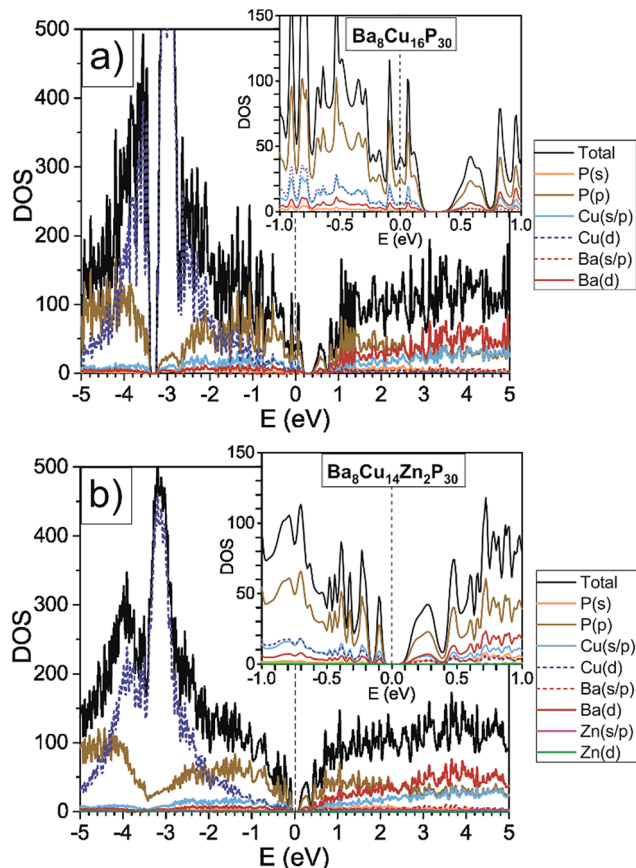 a)
Ba8Cu16P30
DOS
500
400
300
200
100
0
-5 -4 -3 -2 -1 0 1 2 3 4 5
E (eV)
DOS
150
100
50
0
-1.0 -0.5 0.0 0.5 1.0
E (eV)
Total
P(s)
P(p)
Cu(s/p)
Cu(d)
Ba(s/p)
Ba(d)
b)
Ba8Cu14Zn2P30
DOS
500
400
300
200
100
0
-5 -4 -3 -2 -1 0 1 2 3 4 5
E (eV)
DOS
150
100
50
0
-1.0 -0.5 0.0 0.5 1.0
E (eV)
Total
P(s)
P(p)
Cu(s/p)
Cu(d)
Ba(s/p)
Ba(d)
Zn(s/p)
Zn(d)